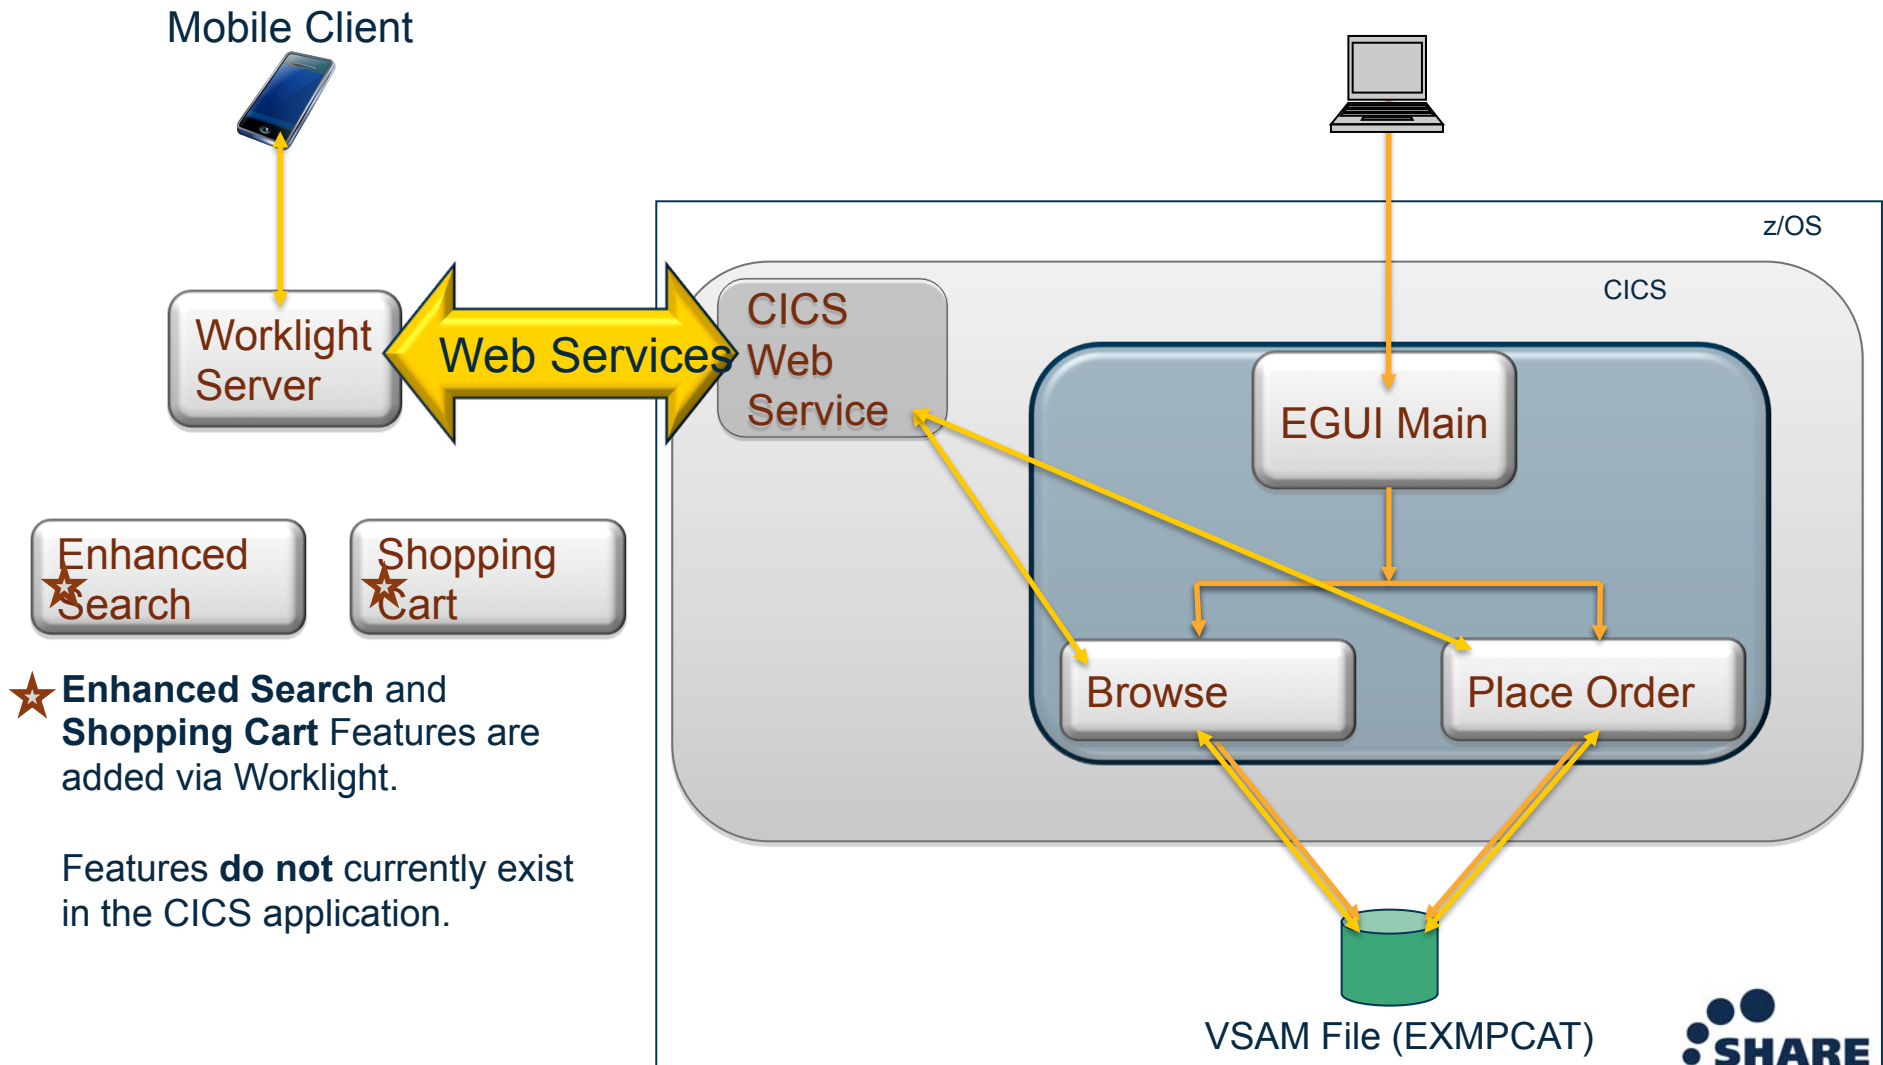 Mobile Client
z/OS
CICS
Worklight
Server
Web Services
CICS
Web
Service
EGUI Main
Enhanced
Search
Shopping
Cart
Browse
Place Order
Enhanced Search and
Shopping Cart Features are
added via Worklight.
Features do not currently exist
in the CICS application.
VSAM File (EXMPCAT)
SHARE